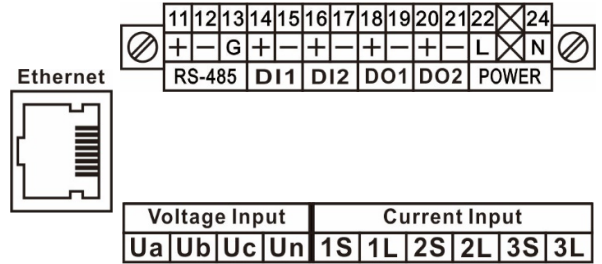 11 12 13 14 15 16 17 18 19 20 21 22 24
+ − G + − + − + − + − L N
RS-485 DI1 DI2 DO1 DO2 POWER
Ethernet
Voltage Input Current Input
Ua Ub Uc Un 1S 1L 2S 2L 3S 3L